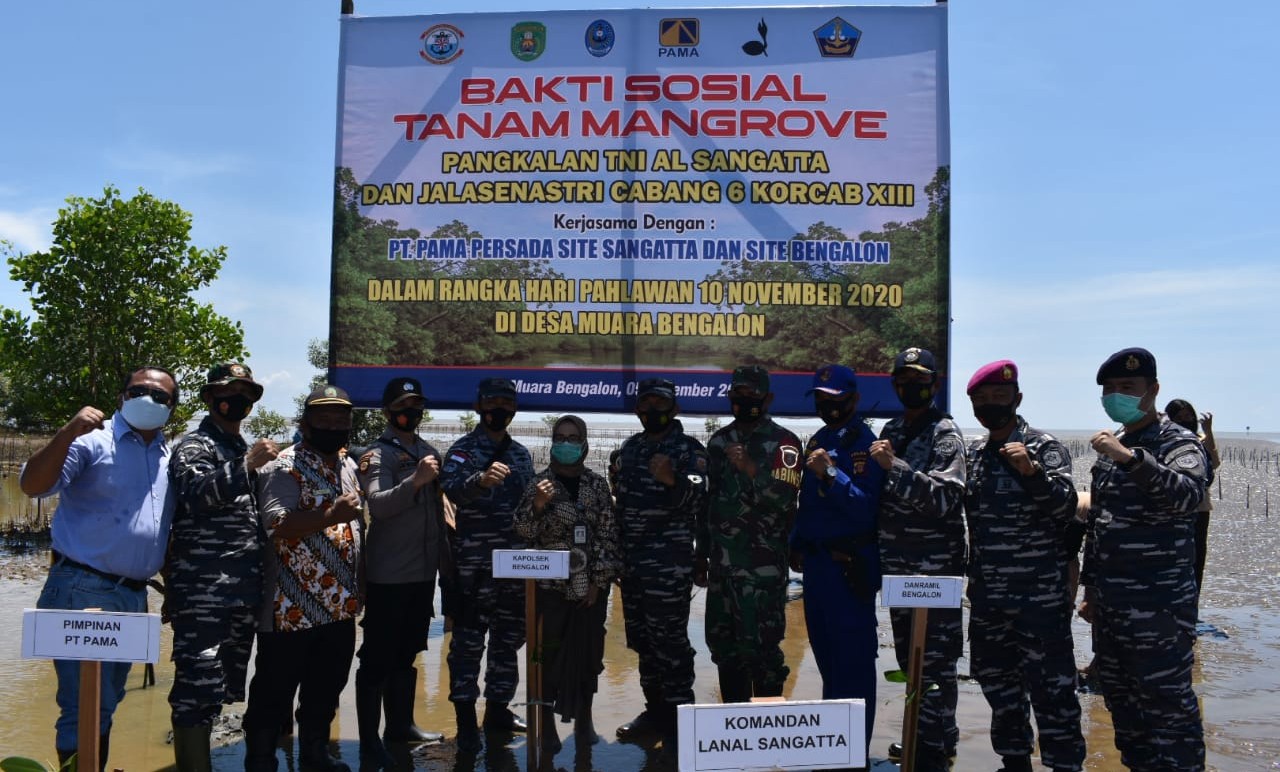 PAMA
BAKTI SOSIAL
TANAM MANGROVE
PANGKALAN TNI AL SANGATTA
DAN JALASENASTRI CABANG 6 KORCAB XIII
Kerjasama Dengan :
PT. PAMA PERSADA SITE SANGATTA DAN SITE BENGALON
DALAM RANGKA HARI PAHLAWAN 10 NOVEMBER 2020
DI DESA MUARA BENGALON
Muara Bengalon,
KAPOLSEK
BENGALON
DANRAMIL
BENGALON
PIMPINAN
PT PAMA
KOMANDAN
LANAL SANGATTA